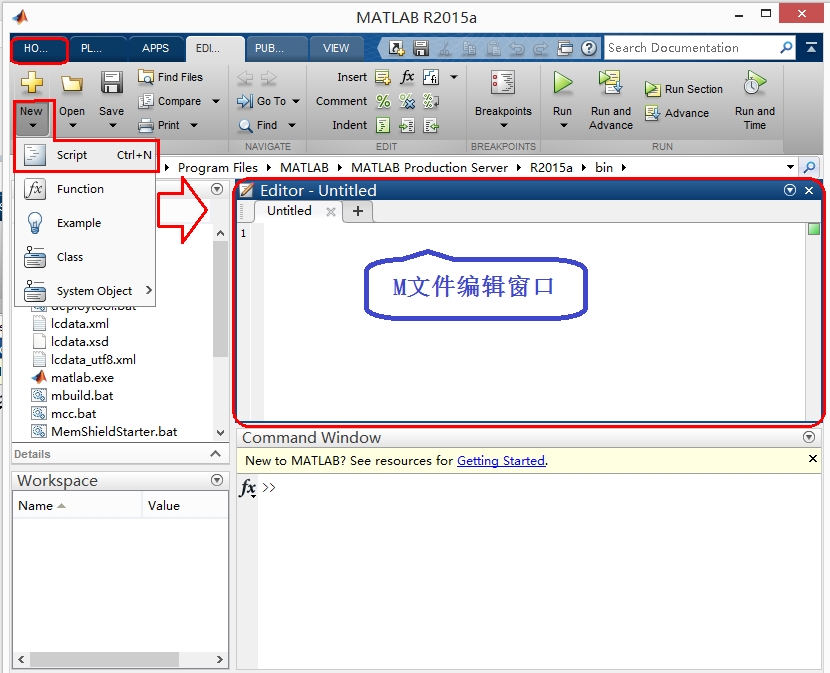 MATLAB R2015a
HO...
PL...
APPS
EDI...
PUB...
VIEW
Search Documentation
New
Open
Save
Find Files
Compare
Print
Go To
Find
NAVIGATE
Insert
fx
fi
Comment
Indent
EDIT
Breakpoints
BREAKPOINTS
Run
Run and
Advance
Run Section
Advance
Run and
Time
RUN
Script Ctrl+N
fx Function
Example
Class
System Object
Program Files
MATLAB
MATLAB Production Server
R2015a
bin
Editor - Untitled
Untitled
1
M文件编辑窗口
deploytool.bat
lcdata.xml
lcdata.xsd
lcdata_utf8.xml
matlab.exe
mbuild.bat
mcc.bat
MemShieldStarter.bat
Details
Workspace
Name
Value
Command Window
New to MATLAB? See resources for Getting Started.
fx >>